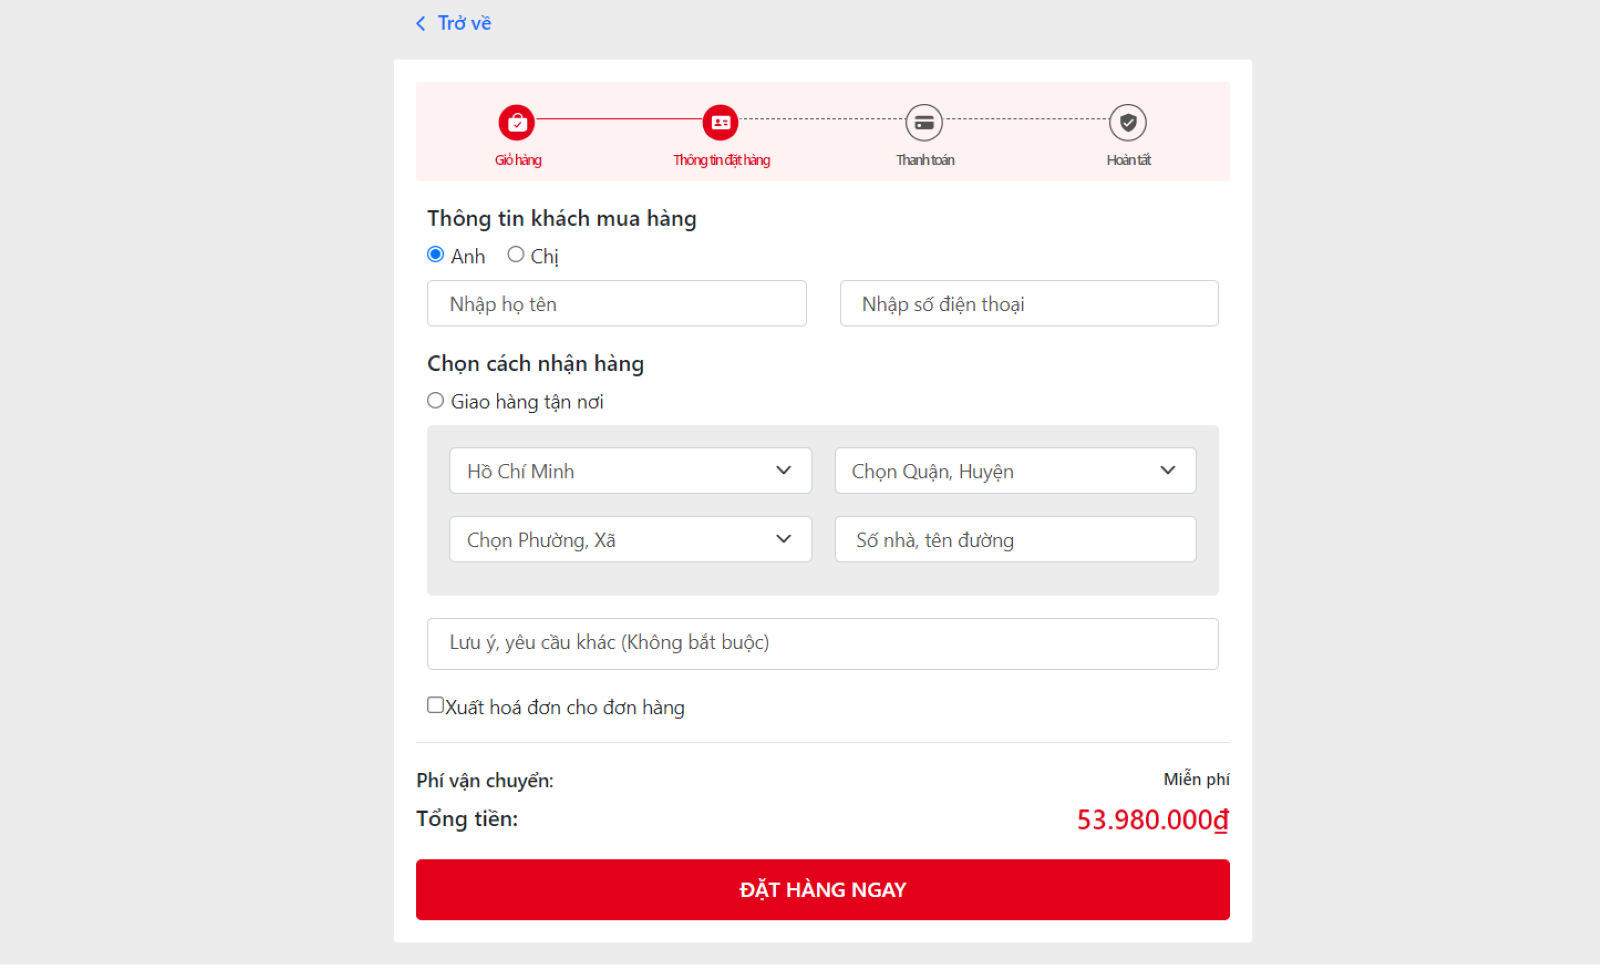 Trở về
Giỏ hàng
Thông tin đặt hàng
Thanh toán
Hoàn tất
Thông tin khách mua hàng
Anh Chị
Nhập họ tên
Nhập số điện thoại
Chọn cách nhận hàng
Giao hàng tận nơi
Hồ Chí Minh
Chọn Quận, Huyện
Chọn Phường, Xã
Số nhà, tên đường
Lưu ý, yêu cầu khác (Không bắt buộc)
Xuất hoá đơn cho đơn hàng
Phí vận chuyển: Miễn phí
Tổng tiền: 53.980.000₫
ĐẶT HÀNG NGAY